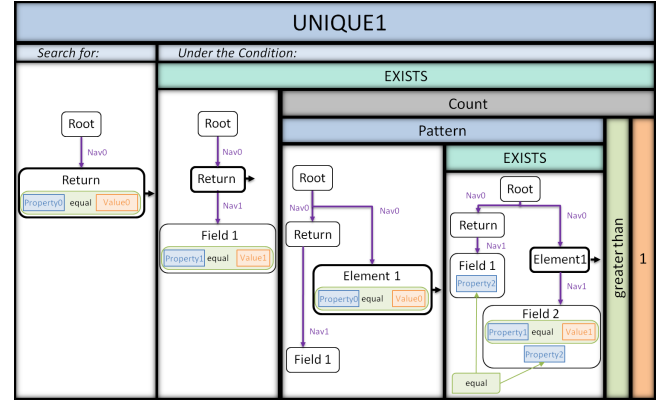 UNIQUE1
Search for:
Under the Condition:
EXISTS
Count
Pattern
EXISTS
greater than
1
Root
Nav0
Return
Property0 equal Value0
Root
Nav0
Return
Nav1
Field 1
Property1 equal Value1
Root
Nav0
Nav0
Return
Element 1
Property0 equal Value0
Nav1
Field 1
Root
Nav0
Nav0
Return
Nav1
Element1
Field 1
Property2
Nav1
Field 2
Property1 equal Value1
Property2
equal